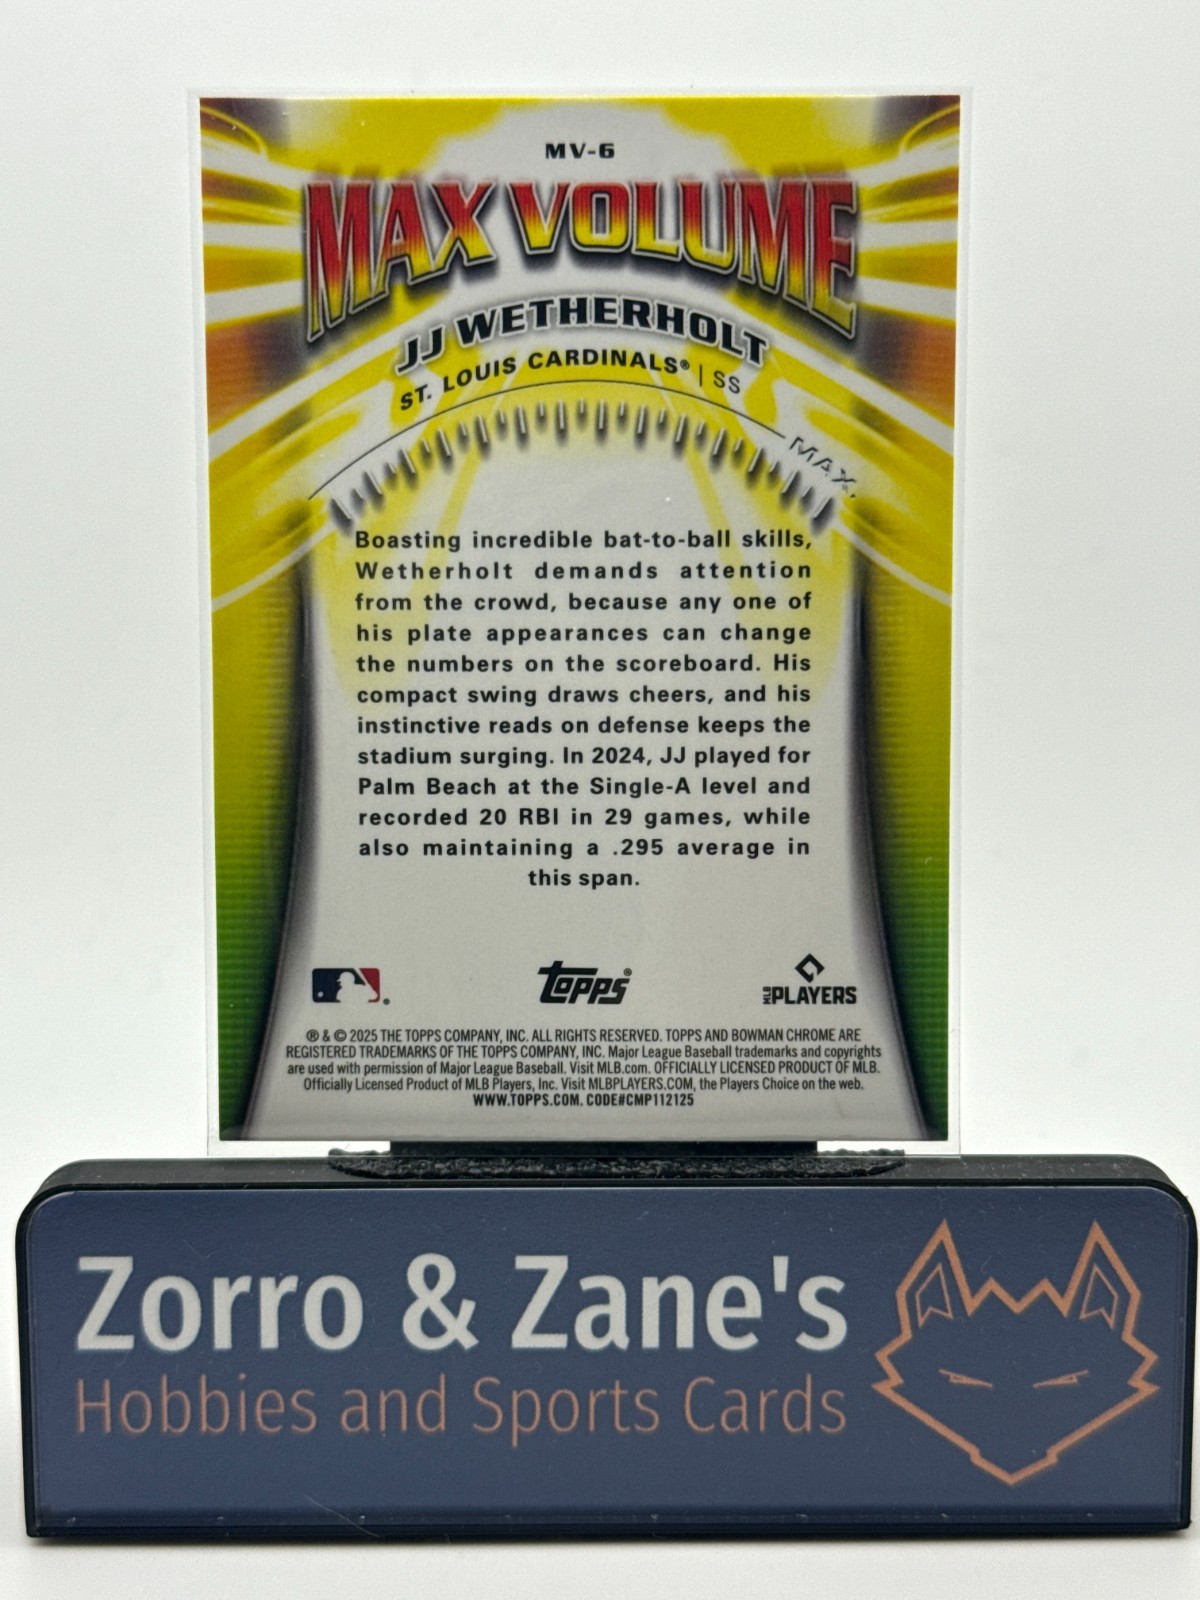 MV-6
MAX VOLUME
JJ WETHERHOLT
ST. LOUIS CARDINALS® | SS
MAX.
Boasting incredible bat-to-ball skills,
Wetherholt demands attention
from the crowd, because any one of
his plate appearances can change
the numbers on the scoreboard. His
compact swing draws cheers, and his
instinctive reads on defense keeps the
stadium surging. In 2024, JJ played for
Palm Beach at the Single-A level and
recorded 20 RBI in 29 games, while
also maintaining a .295 average in
this span.
topps®
MLB PLAYERS
® & © 2025 THE TOPPS COMPANY, INC. ALL RIGHTS RESERVED. TOPPS AND BOWMAN CHROME ARE
REGISTERED TRADEMARKS OF THE TOPPS COMPANY, INC. Major League Baseball trademarks and copyrights
are used with permission of Major League Baseball. Visit MLB.com. OFFICIALLY LICENSED PRODUCT OF MLB.
Officially Licensed Product of MLB Players, Inc. Visit MLBPLAYERS.COM, the Players Choice on the web.
WWW.TOPPS.COM. CODE#CMP112125
Zorro & Zane's
Hobbies and Sports Cards